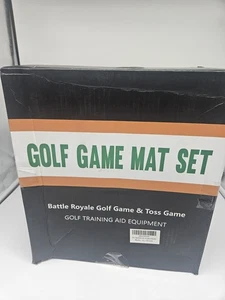 GOLF GAME MAT SET
Battle Royale Golf Game & Toss Game
GOLF TRAINING AID EQUIPMENT